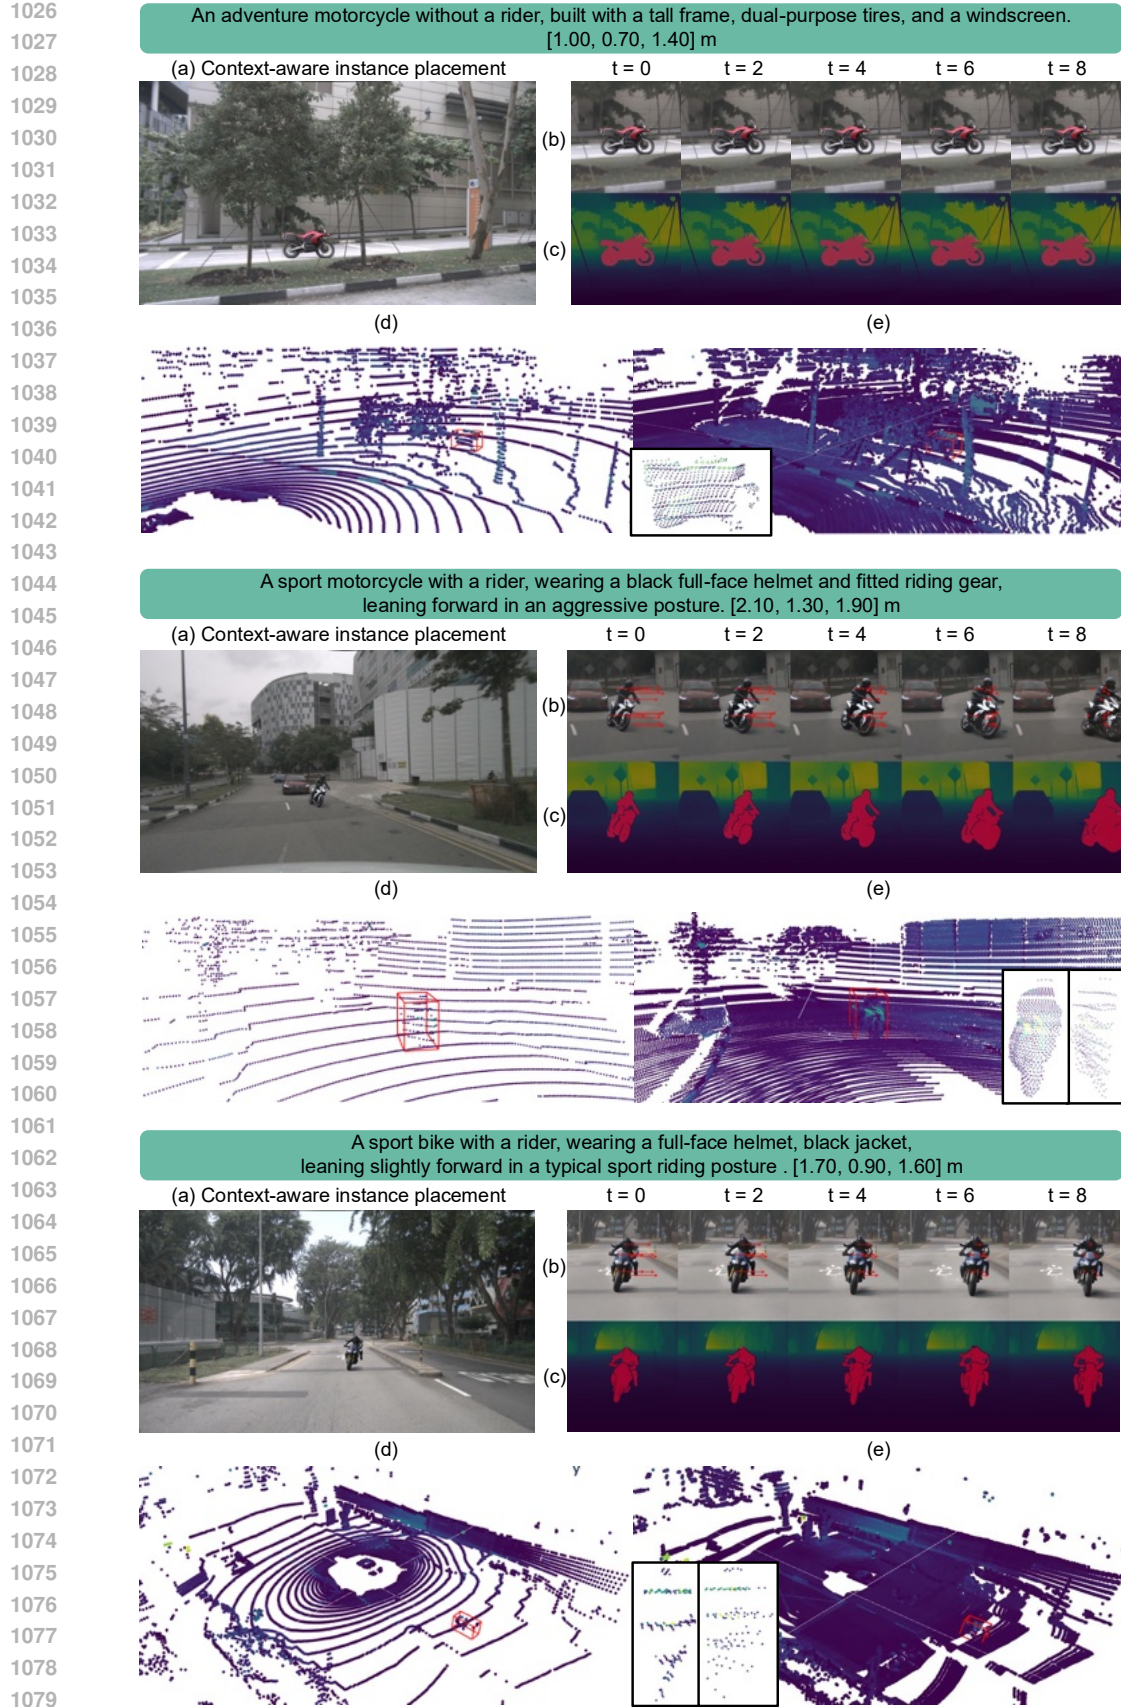 1026
1027
1028
1029
1030
1031
1032
1033
1034
1035
1036
1037
1038
1039
1040
1041
1042
1043
1044
1045
1046
1047
1048
1049
1050
1051
1052
1053
1054
1055
1056
1057
1058
1059
1060
1061
1062
1063
1064
1065
1066
1067
1068
1069
1070
1071
1072
1073
1074
1075
1076
1077
1078
1079
An adventure motorcycle without a rider, built with a tall frame, dual-purpose tires, and a windscreen.
[1.00, 0.70, 1.40] m
(a) Context-aware instance placement t = 0 t = 2 t = 4 t = 6 t = 8
(b)
(c)
(d) (e)
A sport motorcycle with a rider, wearing a black full-face helmet and fitted riding gear,
leaning forward in an aggressive posture. [2.10, 1.30, 1.90] m
(a) Context-aware instance placement t = 0 t = 2 t = 4 t = 6 t = 8
(b)
(c)
(d) (e)
A sport bike with a rider, wearing a full-face helmet, black jacket,
leaning slightly forward in a typical sport riding posture . [1.70, 0.90, 1.60] m
(a) Context-aware instance placement t = 0 t = 2 t = 4 t = 6 t = 8
(b)
(c)
(d) (e)
y